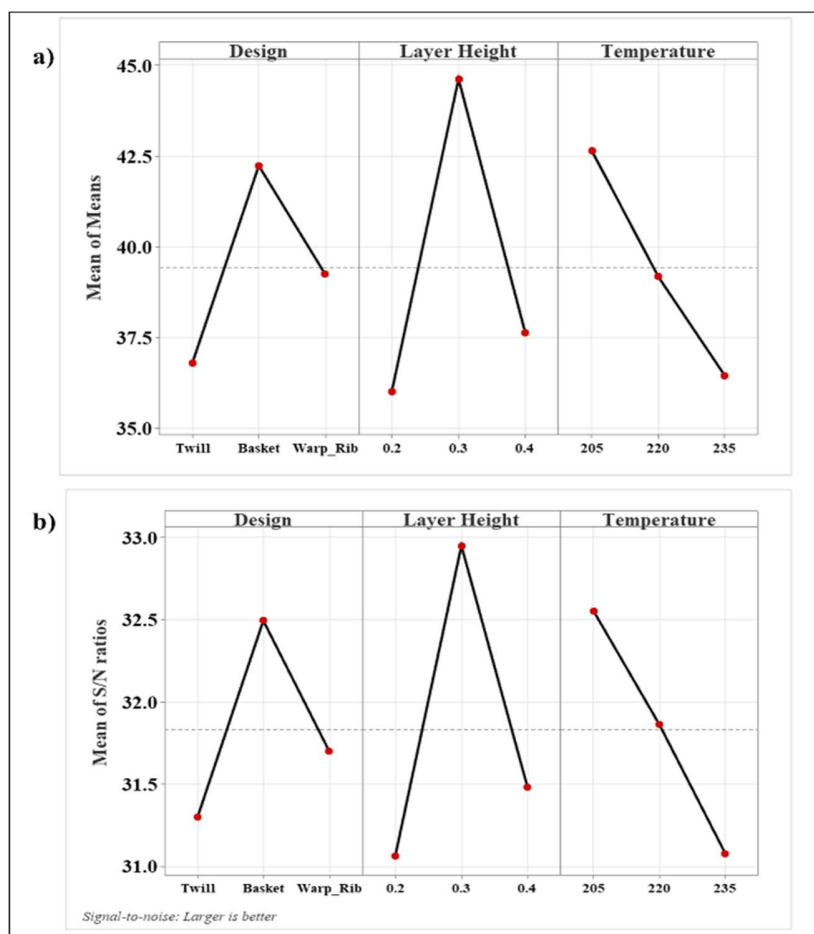 a)
Design Layer Height Temperature
45.0
42.5
40.0
37.5
35.0
Mean of Means
Twill Basket Warp_Rib 0.2 0.3 0.4 205 220 235
b)
Design Layer Height Temperature
33.0
32.5
32.0
31.5
31.0
Mean of S/N ratios
Twill Basket Warp_Rib 0.2 0.3 0.4 205 220 235
Signal-to-noise: Larger is better